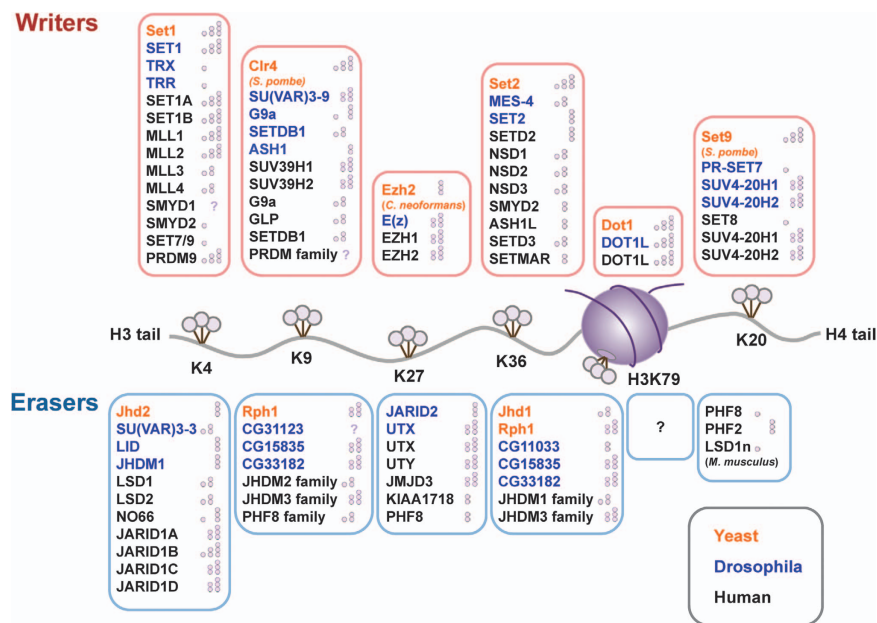 Writers
Set1
SET1
TRX
TRR
SET1A
SET1B
MLL1
MLL2
MLL3
MLL4
SMYD1 ?
SMYD2
SET7/9
PRDM9
Clr4
(S. pombe)
SU(VAR)3-9
G9a
SETDB1
ASH1
SUV39H1
SUV39H2
G9a
GLP
SETDB1
PRDM family ?
Ezh2
(C. neoformans)
E(z)
EZH1
EZH2
Set2
MES-4
SET2
SETD2
NSD1
NSD2
NSD3
SMYD2
ASH1L
SETD3
SETMAR
Dot1
DOT1L
DOT1L
Set9
(S. pombe)
PR-SET7
SUV4-20H1
SUV4-20H2
SET8
SUV4-20H1
SUV4-20H2
H3 tail
K4
K9
K27
K36
H3K79
K20
H4 tail
Erasers
Jhd2
SU(VAR)3-3
LID
JHDM1
LSD1
LSD2
NO66
JARID1A
JARID1B
JARID1C
JARID1D
Rph1
CG31123 ?
CG15835
CG33182
JHDM2 family
JHDM3 family
PHF8 family
JARID2
UTX
UTX
UTY
JMJD3
KIAA1718
PHF8
Jhd1
Rph1
CG11033
CG15835
CG33182
JHDM1 family
JHDM3 family
?
PHF8
PHF2
LSD1n
(M. musculus)
Yeast
Drosophila
Human